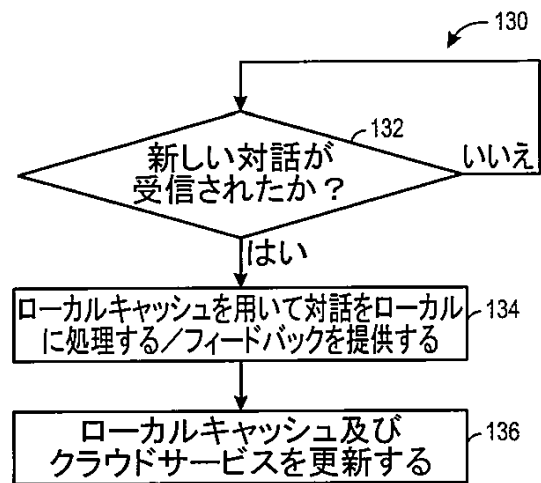 130
132
新しい対話が
受信されたか？
いいえ
はい
ローカルキャッシュを用いて対話をローカル
に処理する／フィードバックを提供する
134
ローカルキャッシュ及び
クラウドサービスを更新する
136